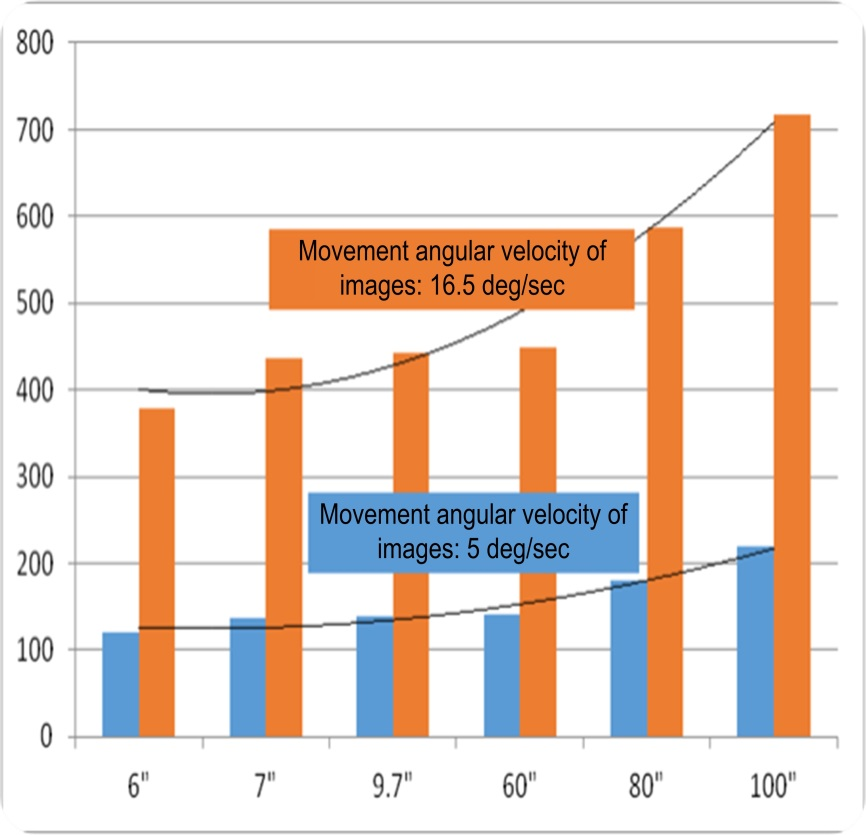 800
700
600
500
400
300
200
100
0
Movement angular velocity of
images: 16.5 deg/sec
Movement angular velocity of
images: 5 deg/sec
6" 7" 9.7" 60" 80" 100"